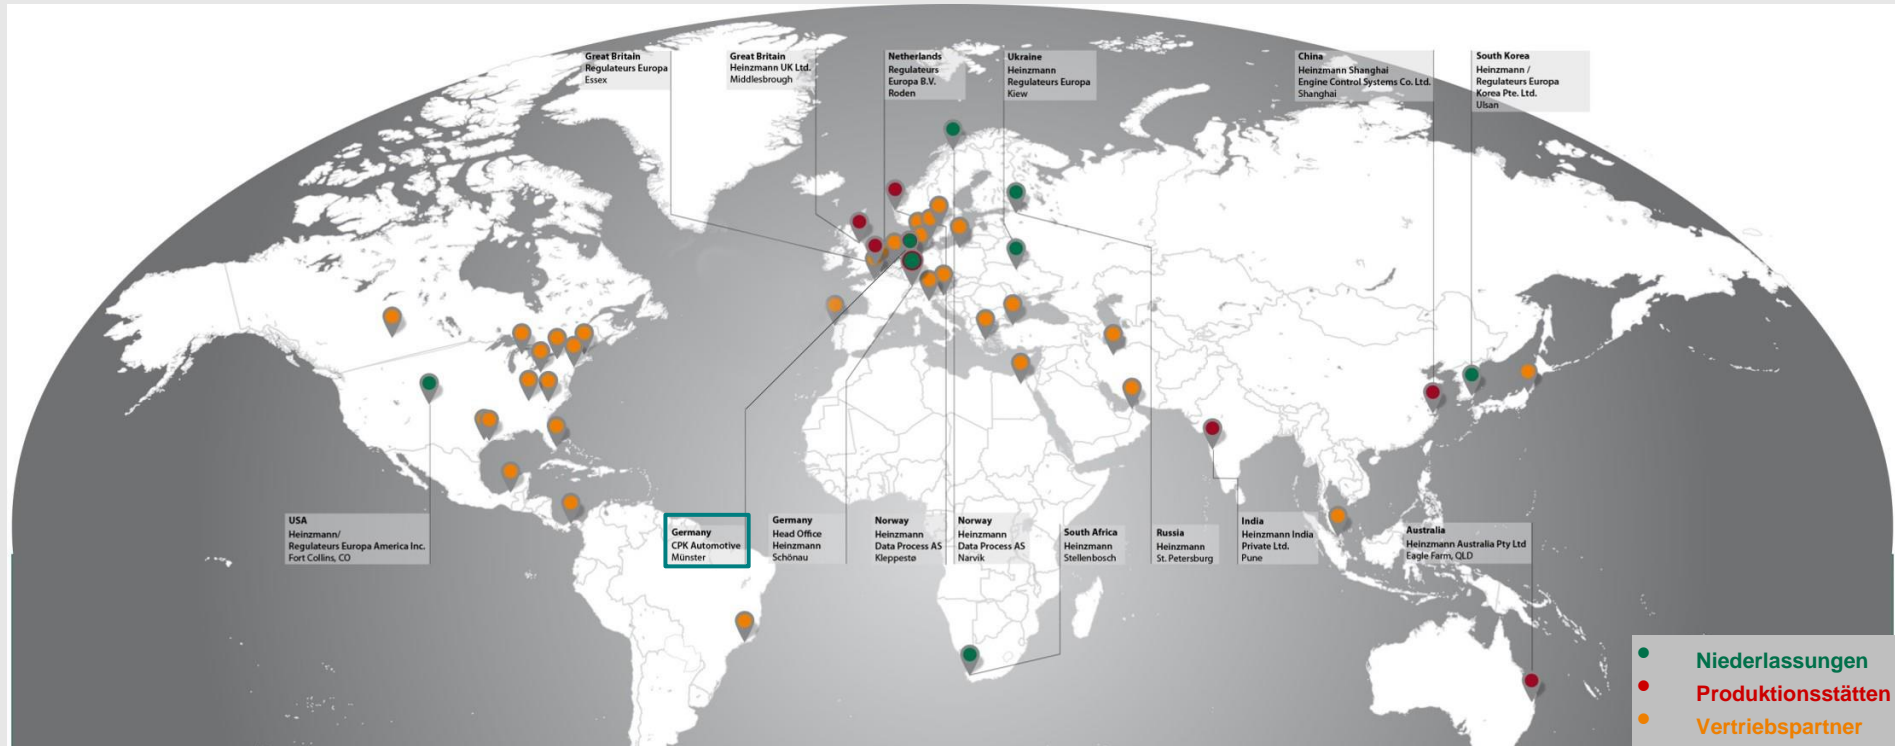 Great Britain
Regulateurs Europa
Essex
Great Britain
Heinzmann UK Ltd.
Middlesbrough
Netherlands
Regulateurs
Europa B.V.
Roden
Ukraine
Heinzmann
Regulateurs Europa
Kiew
China
Heinzmann Shanghai
Engine Control Systems Co. Ltd.
Shanghai
South Korea
Heinzmann /
Regulateurs Europa
Korea Pte. Ltd.
Ulsan
USA
Heinzmann/
Regulateurs Europa America Inc.
Fort Collins, CO
Germany
CPK Automotive
Münster
Germany
Head Office
Heinzmann
Schönau
Norway
Heinzmann
Data Process AS
Kleppestø
Norway
Heinzmann
Data Process AS
Narvik
South Africa
Heinzmann
Stellenbosch
Russia
Heinzmann
St. Petersburg
India
Heinzmann India
Private Ltd.
Pune
Australia
Heinzmann Australia Pty Ltd
Eagle Farm, QLD
Niederlassungen
Produktionsstätten
Vertriebspartner